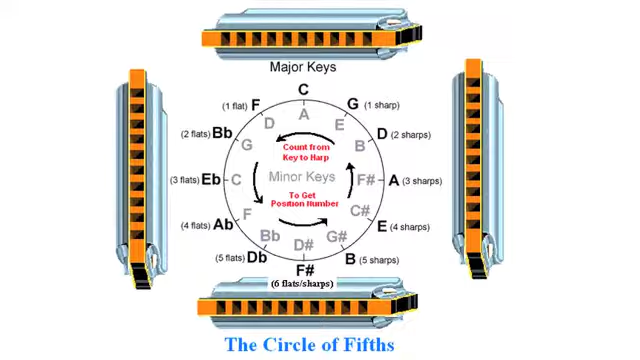 Major Keys
C
(1 flat) F
G (1 sharp)
A
D
E
(2 flats) Bb
D (2 sharps)
G
B
Count from
Key to Harp
(3 flats) Eb
C
Minor Keys
F#
A (3 sharps)
To Get
Position Number
F
C#
(4 flats) Ab
E (4 sharps)
Bb
D#
G#
(5 flats) Db
B (5 sharps)
F#
(6 flats/sharps)
The Circle of Fifths